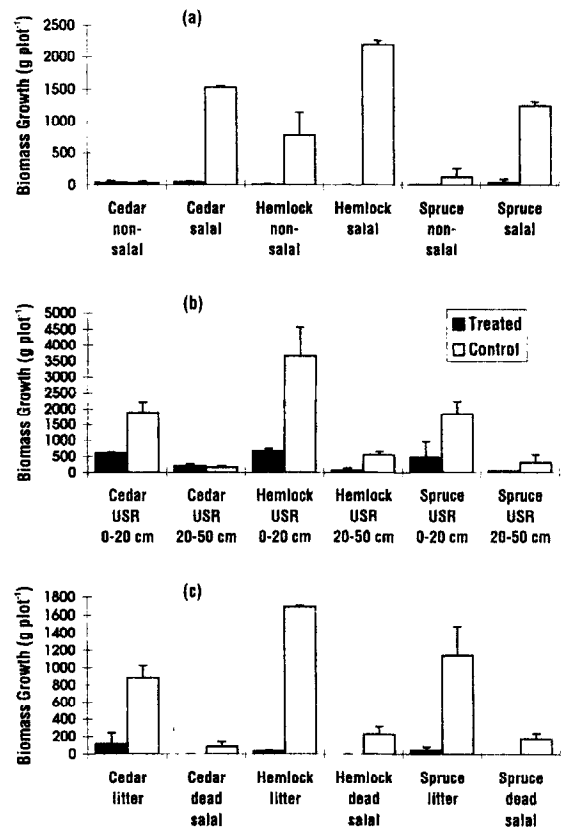 (a)
Biomass Growth (g plot⁻¹)
2500
2000
1500
1000
500
0
Cedar non-salal
Cedar salal
Hemlock non-salal
Hemlock salal
Spruce non-salal
Spruce salal
(b)
Biomass Growth (g plot⁻¹)
5000
4500
4000
3500
3000
2500
2000
1500
1000
500
0
Treated
Control
Cedar USR 0-20 cm
Cedar USR 20-50 cm
Hemlock USR 0-20 cm
Hemlock USR 20-50 cm
Spruce USR 0-20 cm
Spruce USR 20-50 cm
(c)
Biomass Growth (g plot⁻¹)
1800
1600
1400
1200
1000
800
600
400
200
0
Cedar litter
Cedar dead salal
Hemlock litter
Hemlock dead salal
Spruce litter
Spruce dead salal